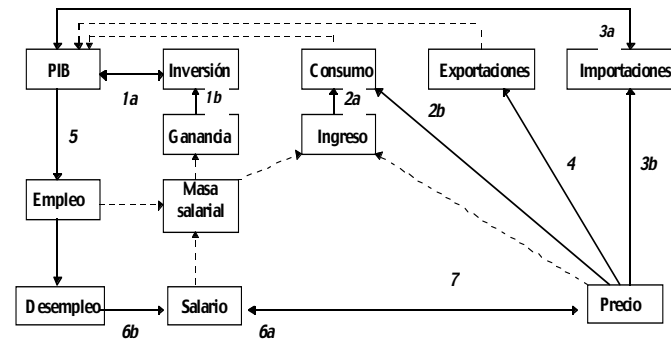 3a
PIB
Inversión
Consumo
Exportaciones
Importaciones
1a
1b
2a
2b
5
Ganancia
Ingreso
4
3b
Empleo
Masa
salarial
7
Desempleo
Salario
Precio
6b
6a